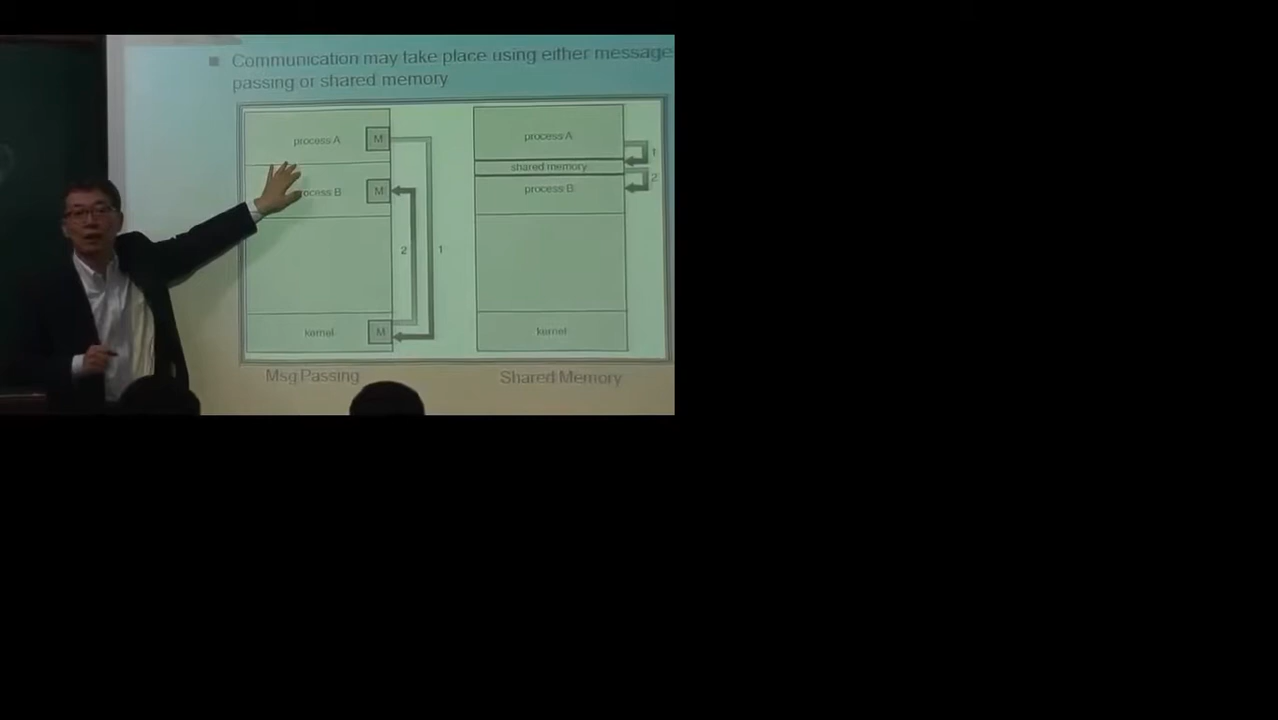 Communication may take place using either message
passing or shared memory
process A
M
process B
M
2
1
kernel
M
Msg Passing
process A
1
shared memory
2
process B
kernel
Shared Memory